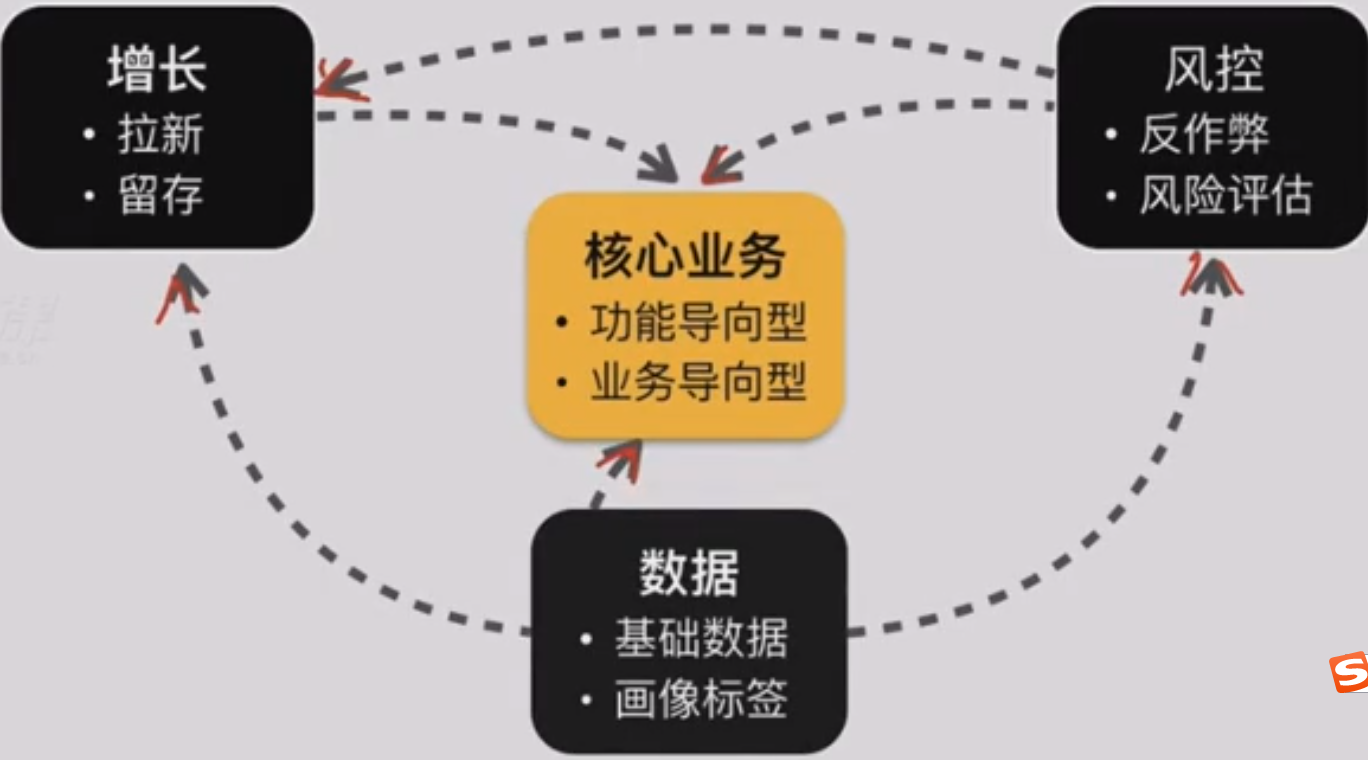 增长
• 拉新
• 留存
风控
• 反作弊
• 风险评估
核心业务
• 功能导向型
• 业务导向型
数据
• 基础数据
• 画像标签
S